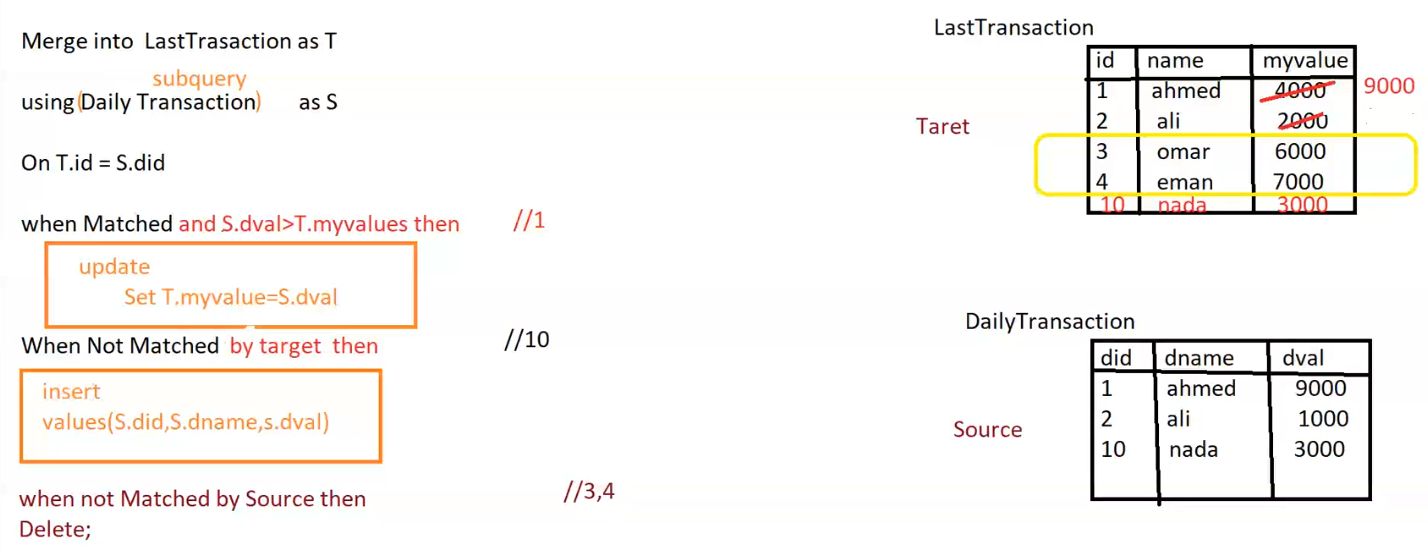 Merge into LastTrasaction as T
subquery
using(Daily Transaction) as S
On T.id = S.did
when Matched and S.dval>T.myvalues then //1
update
Set T.myvalue=S.dval
When Not Matched by target then //10
insert
values(S.did,S.dname,s.dval)
when not Matched by Source then //3,4
Delete;
LastTransaction
Taret
id name myvalue
1 ahmed 4000 9000
2 ali 2000
3 omar 6000
4 eman 7000
10 nada 3000
DailyTransaction
Source
did dname dval
1 ahmed 9000
2 ali 1000
10 nada 3000